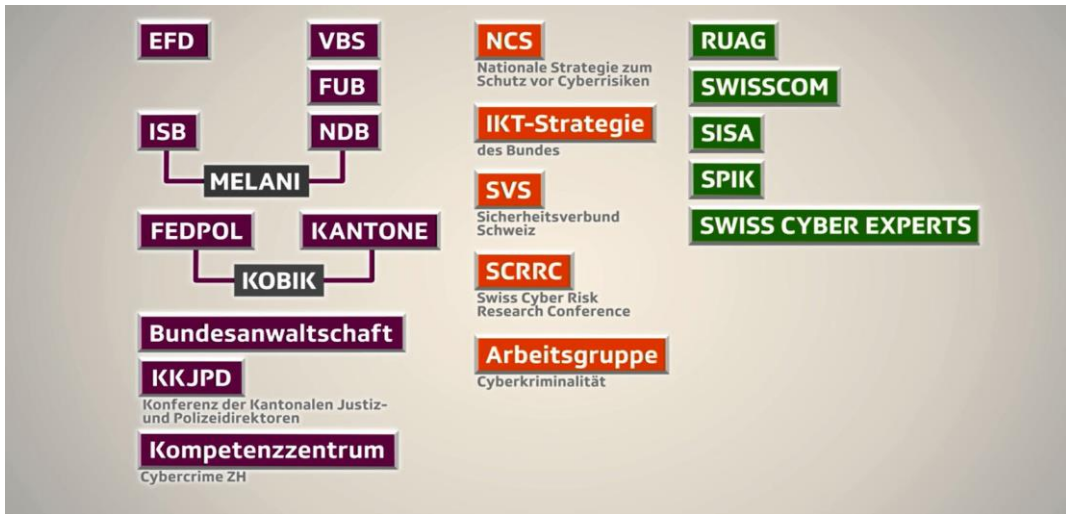 EFD
VBS
FUB
ISB
NDB
MELANI
FEDPOL
KANTONE
KOBIK
Bundesanwaltschaft
KKJPD
Konferenz der Kantonalen Justiz-
und Polizeidirektoren
Kompetenzzentrum
Cybercrime ZH
NCS
Nationale Strategie zum
Schutz vor Cyberrisiken
IKT-Strategie
des Bundes
SVS
Sicherheitsverbund
Schweiz
SCRRC
Swiss Cyber Risk
Research Conference
Arbeitsgruppe
Cyberkriminalität
RUAG
SWISSCOM
SISA
SPIK
SWISS CYBER EXPERTS